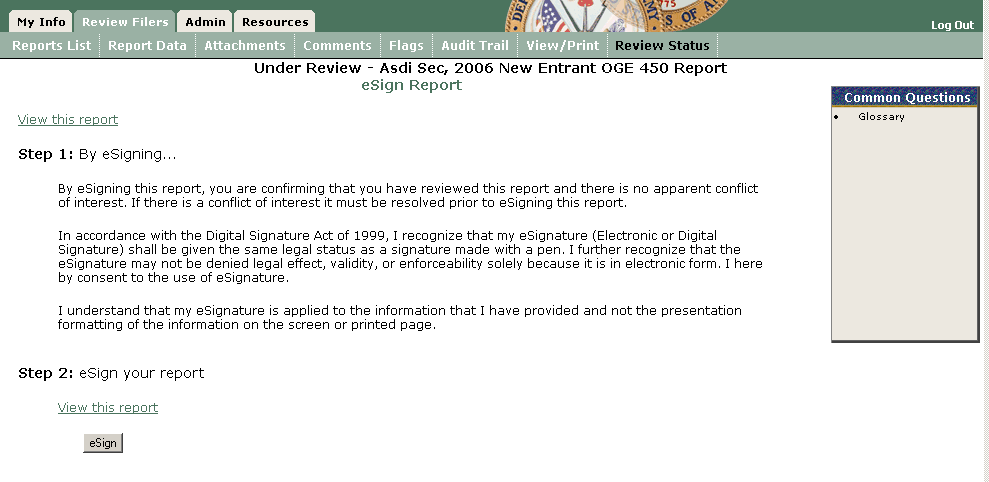 My Info Review Filers Admin Resources
Log Out
Reports List Report Data Attachments Comments Flags Audit Trail View/Print Review Status
Under Review - Asdi Sec, 2006 New Entrant OGE 450 Report
eSign Report
Common Questions
• Glossary
View this report
Step 1: By eSigning...
By eSigning this report, you are confirming that you have reviewed this report and there is no apparent conflict
of interest. If there is a conflict of interest it must be resolved prior to eSigning this report.
In accordance with the Digital Signature Act of 1999, I recognize that my eSignature (Electronic or Digital
Signature) shall be given the same legal status as a signature made with a pen. I further recognize that the
eSignature may not be denied legal effect, validity, or enforceability solely because it is in electronic form. I here
by consent to the use of eSignature.
I understand that my eSignature is applied to the information that I have provided and not the presentation
formatting of the information on the screen or printed page.
Step 2: eSign your report
View this report
eSign